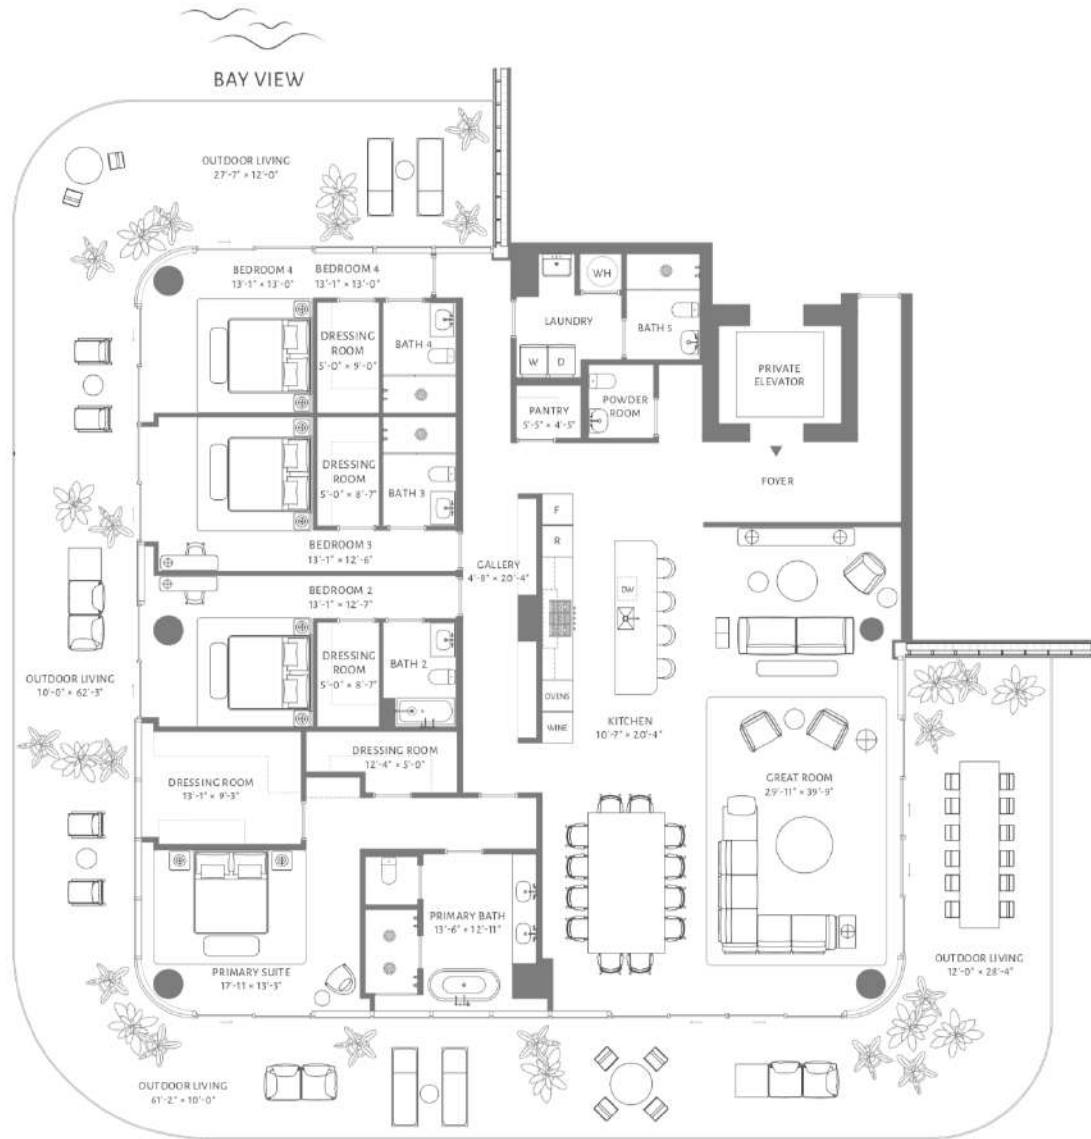 BAY VIEW
OUTDOOR LIVING
27'-7" × 12'-0"
BEDROOM 4
13'-1" × 13'-0"
BEDROOM 4
13'-1" × 13'-0"
WH
LAUNDRY
BATH 5
W
D
DRESSING
ROOM
5'-0" × 9'-0"
BATH 4
PRIVATE
ELEVATOR
POWDER
ROOM
PANTRY
5'-5" × 4'-5"
DRESSING
ROOM
5'-0" × 8'-7"
BATH 3
FOYER
F
R
BEDROOM 3
13'-1" × 12'-6"
GALLERY
4'-8" × 20'-4"
BEDROOM 2
13'-1" × 12'-7"
DW
DRESSING
ROOM
5'-0" × 8'-7"
BATH 2
OUTDOOR LIVING
10'-0" × 62'-3"
OVENS
WINE
KITCHEN
10'-7" × 20'-4"
DRESSING ROOM
12'-4" × 5'-0"
DRESSING ROOM
13'-1" × 9'-3"
GREAT ROOM
29'-11" × 39'-9"
PRIMARY BATH
13'-6" × 12'-11"
PRIMARY SUITE
17'-11 × 13'-3"
OUTDOOR LIVING
12'-0" × 28'-4"
OUTDOOR LIVING
61'-2" × 10'-0"